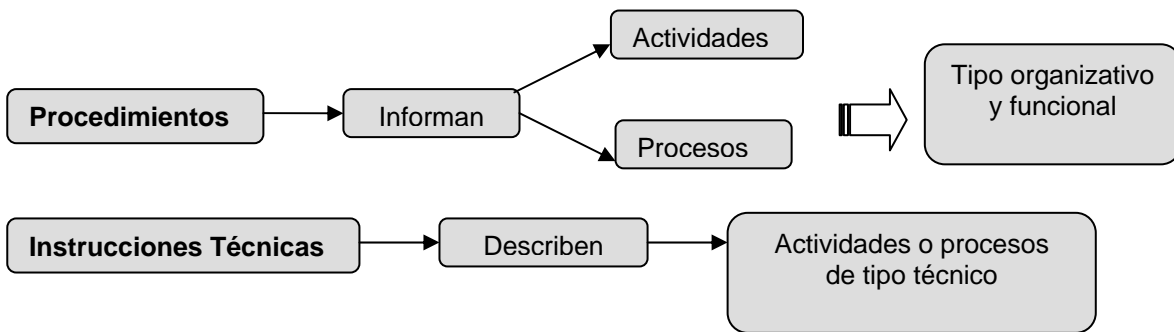 Procedimientos
Informan
Actividades
Procesos
Tipo organizativo
y funcional
Instrucciones Técnicas
Describen
Actividades o procesos
de tipo técnico